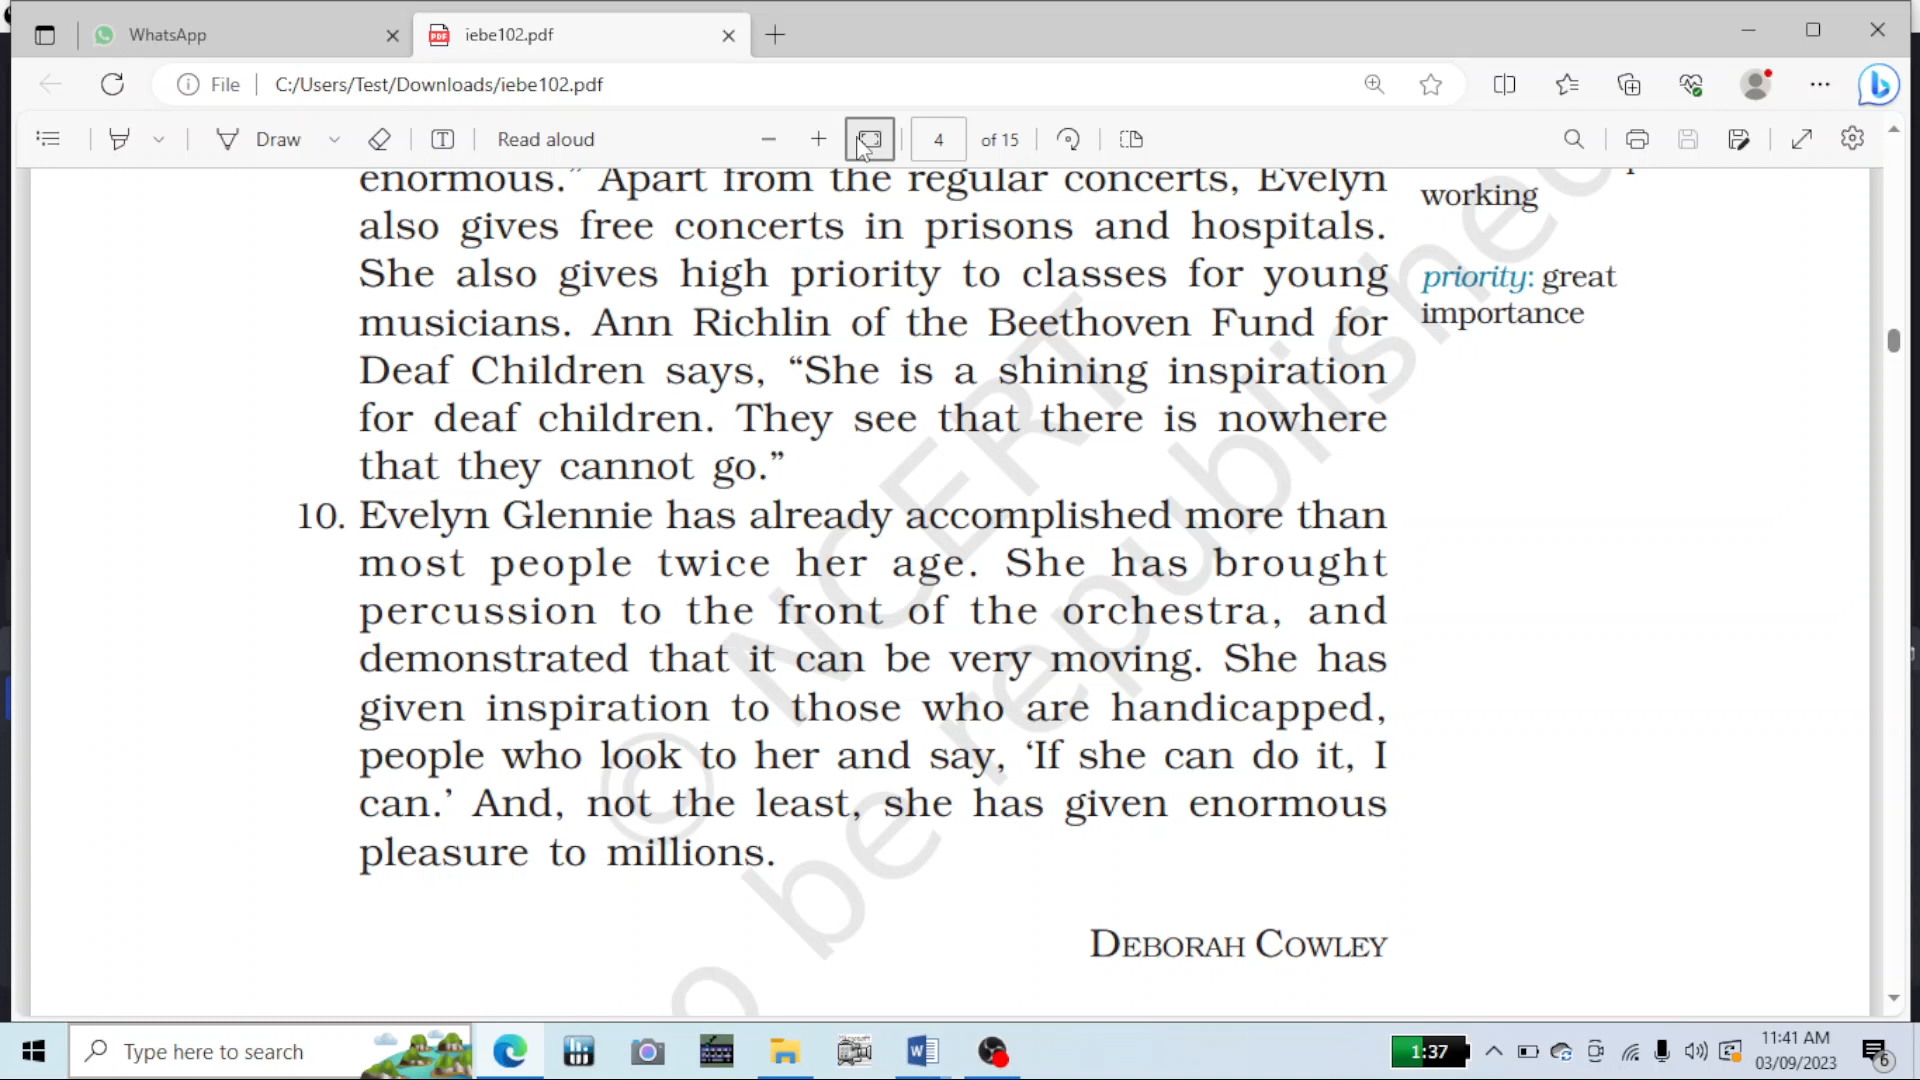 WhatsApp
iebe102.pdf
File
C:/Users/Test/Downloads/iebe102.pdf
Draw
Read aloud
4 of 15
enormous.” Apart from the regular concerts, Evelyn
also gives free concerts in prisons and hospitals.
She also gives high priority to classes for young
musicians. Ann Richlin of the Beethoven Fund for
Deaf Children says, “She is a shining inspiration
for deaf children. They see that there is nowhere
that they cannot go.”
working
priority: great
importance
10. Evelyn Glennie has already accomplished more than
most people twice her age. She has brought
percussion to the front of the orchestra, and
demonstrated that it can be very moving. She has
given inspiration to those who are handicapped,
people who look to her and say, ‘If she can do it, I
can.’ And, not the least, she has given enormous
pleasure to millions.
DEBORAH COWLEY
© NCERT
o be republished
Type here to search
1:37
11:41 AM
03/09/2023
6